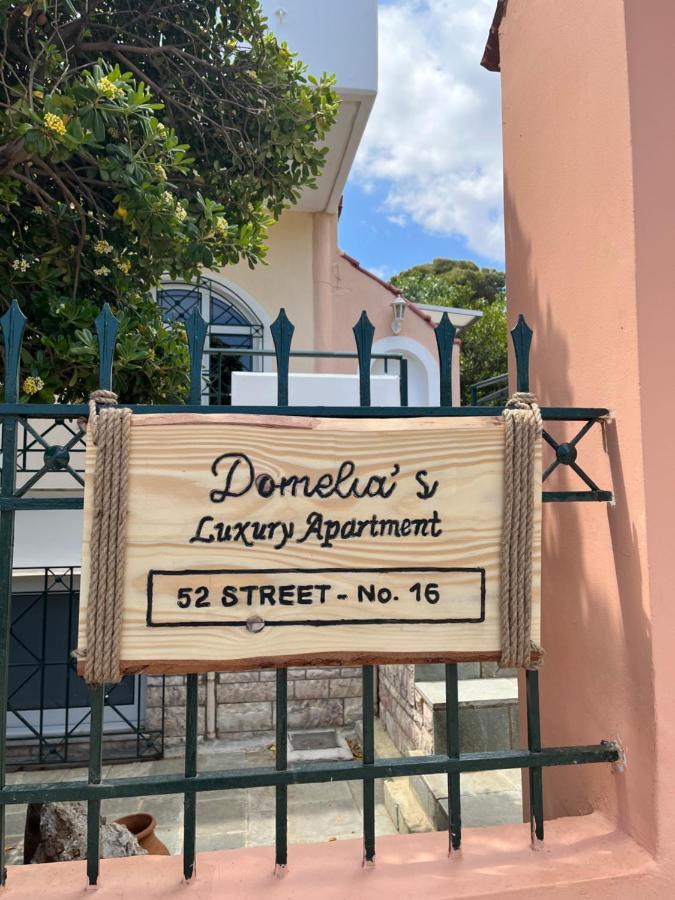 Domelia's
Luxury Apartment
52 STREET - No. 16